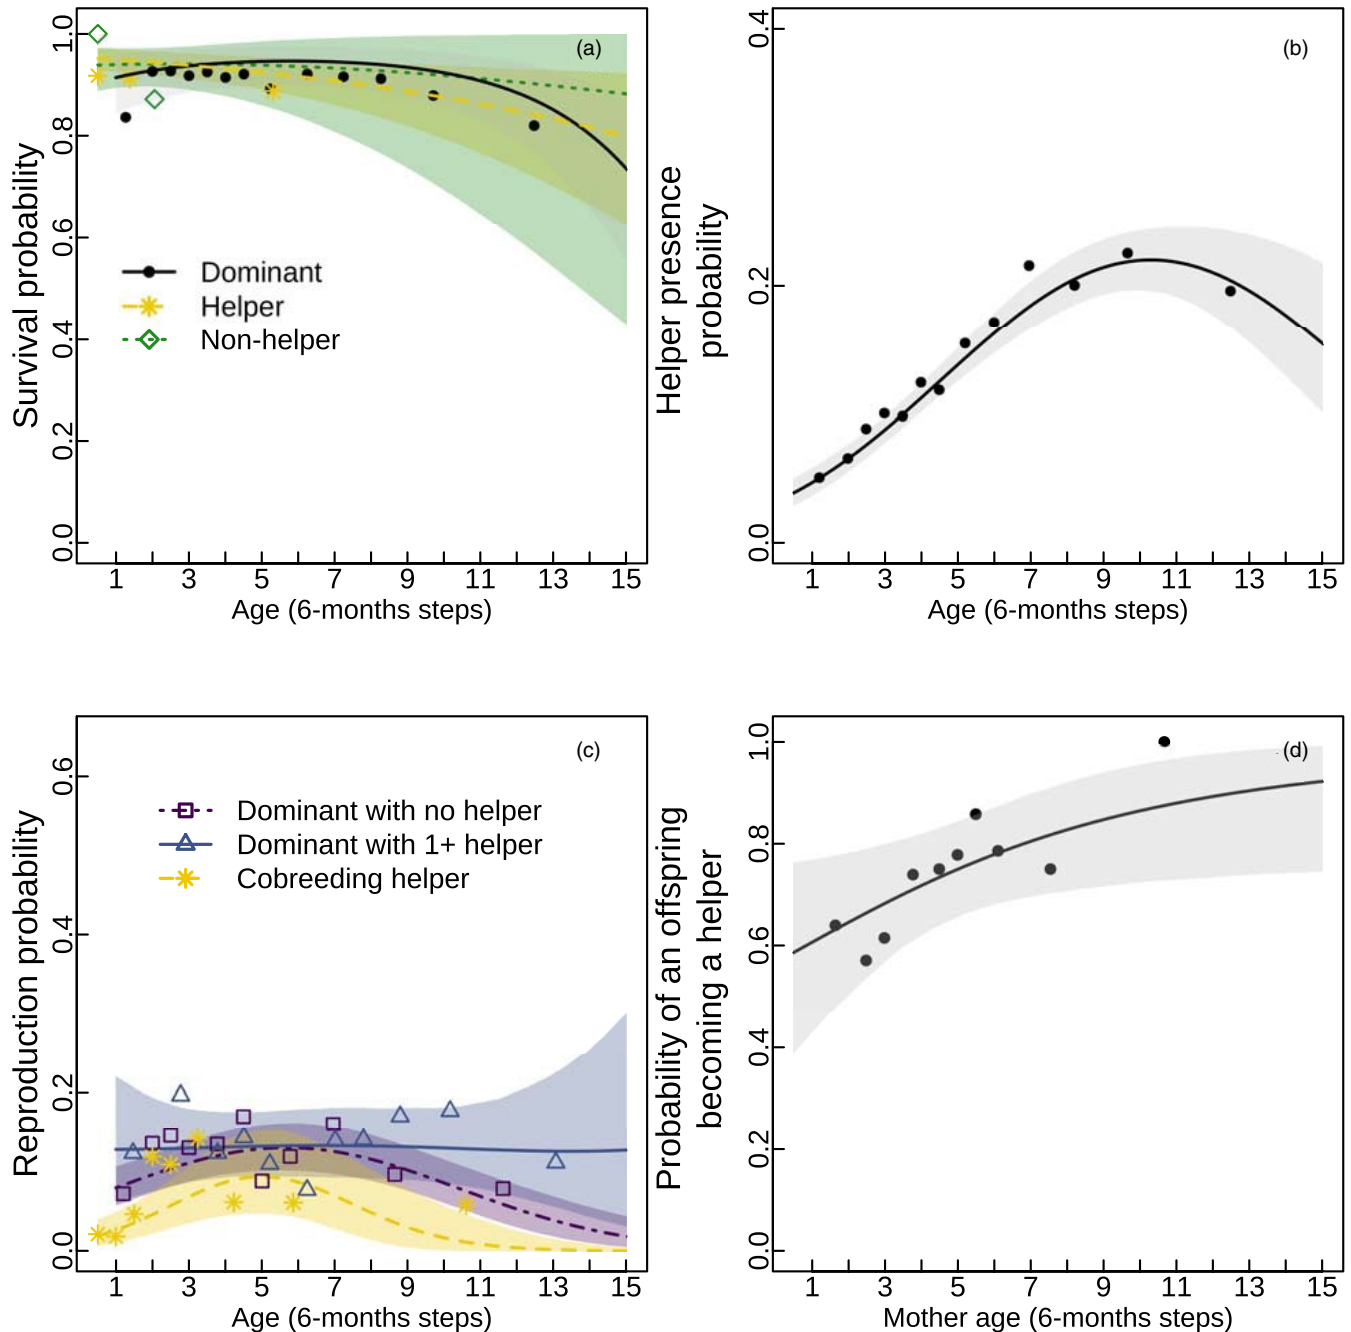 (a)
1.0
0.8
0.6
0.4
0.2
0.0
Survival probability
Dominant
Helper
Non-helper
1 3 5 7 9 11 13 15
Age (6-months steps)
(b)
0.4
0.2
0.0
Helper presence
probability
1 3 5 7 9 11 13 15
Age (6-months steps)
(c)
0.6
0.4
0.2
0.0
Reproduction probability
Dominant with no helper
Dominant with 1+ helper
Cobreeding helper
1 3 5 7 9 11 13 15
Age (6-months steps)
(d)
1.0
0.8
0.6
0.4
0.2
0.0
Probability of an offspring
becoming a helper
1 3 5 7 9 11 13 15
Mother age (6-months steps)